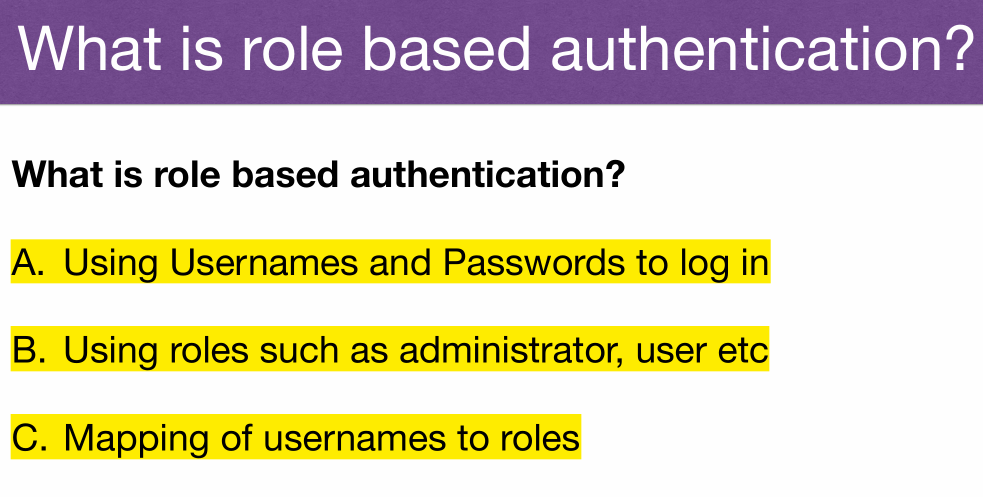 What is role based authentication?
What is role based authentication?
A. Using Usernames and Passwords to log in
B. Using roles such as administrator, user etc
C. Mapping of usernames to roles